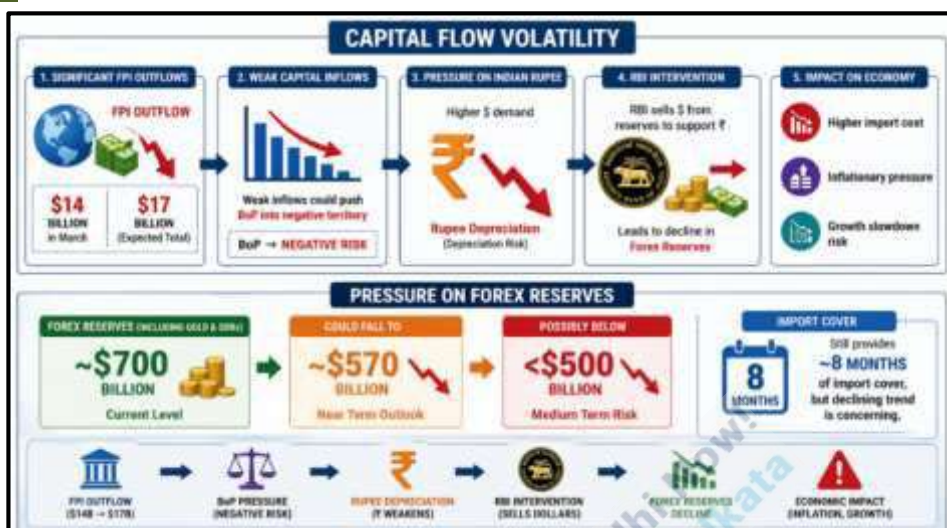 CAPITAL FLOW VOLATILITY
1. SIGNIFICANT FPI OUTFLOWS
FPI OUTFLOW
$14
BILLION
in March
$17
BILLION
(Expected Total)
2. WEAK CAPITAL INFLOWS
Weak inflows could push
BoP into negative territory
BoP → NEGATIVE RISK
3. PRESSURE ON INDIAN RUPEE
Higher $ demand
₹
Rupee Depreciation
(Depreciation Risk)
4. RBI INTERVENTION
RBI sells $ from
reserves to support ₹
Leads to decline in
Forex Reserves
5. IMPACT ON ECONOMY
Higher import cost
Inflationary pressure
Growth slowdown
risk
PRESSURE ON FOREX RESERVES
FOREX RESERVES (INCLUDING GOLD & SDRs)
~$700
BILLION
Current Level
COULD FALL TO
~$570
BILLION
Near Term Outlook
POSSIBLY BELOW
<$500
BILLION
Medium Term Risk
IMPORT COVER
8
MONTHS
Still provides
~8 MONTHS
of import cover,
but declining trend
is concerning.
FPI OUTFLOW
($14B → $17B)
BoP PRESSURE
(NEGATIVE RISK)
₹
RUPEE DEPRECIATION
(₹ WEAKENS)
RBI INTERVENTION
(SELLS DOLLARS)
FOREX RESERVES
DECLINE
ECONOMIC IMPACT
(INFLATION, GROWTH)